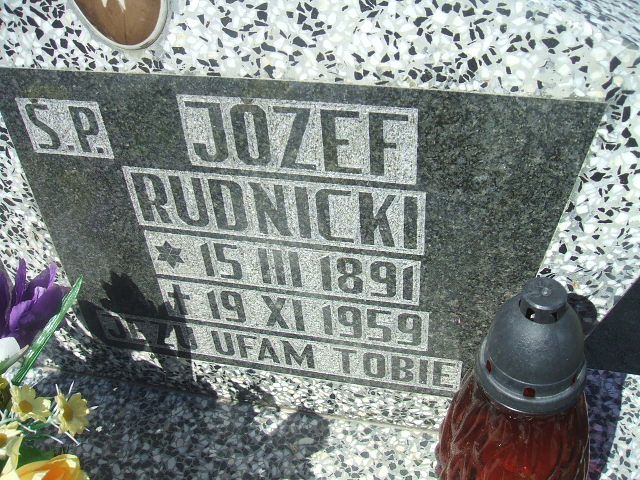 Ś.P. JÓZEF
RUDNICKI
* 15 III 1891
† 19 XI 1959
JEZU UFAM TOBIE